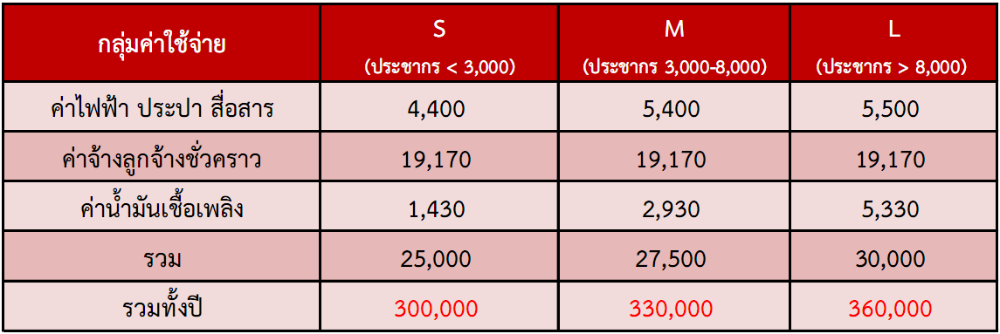 กลุ่มค่าใช้จ่าย S M L
(ประชากร < 3,000) (ประชากร 3,000-8,000) (ประชากร > 8,000)
ค่าไฟฟ้า ประปา สื่อสาร 4,400 5,400 5,500
ค่าจ้างลูกจ้างชั่วคราว 19,170 19,170 19,170
ค่าน้ำมันเชื้อเพลิง 1,430 2,930 5,330
รวม 25,000 27,500 30,000
รวมทั้งปี 300,000 330,000 360,000